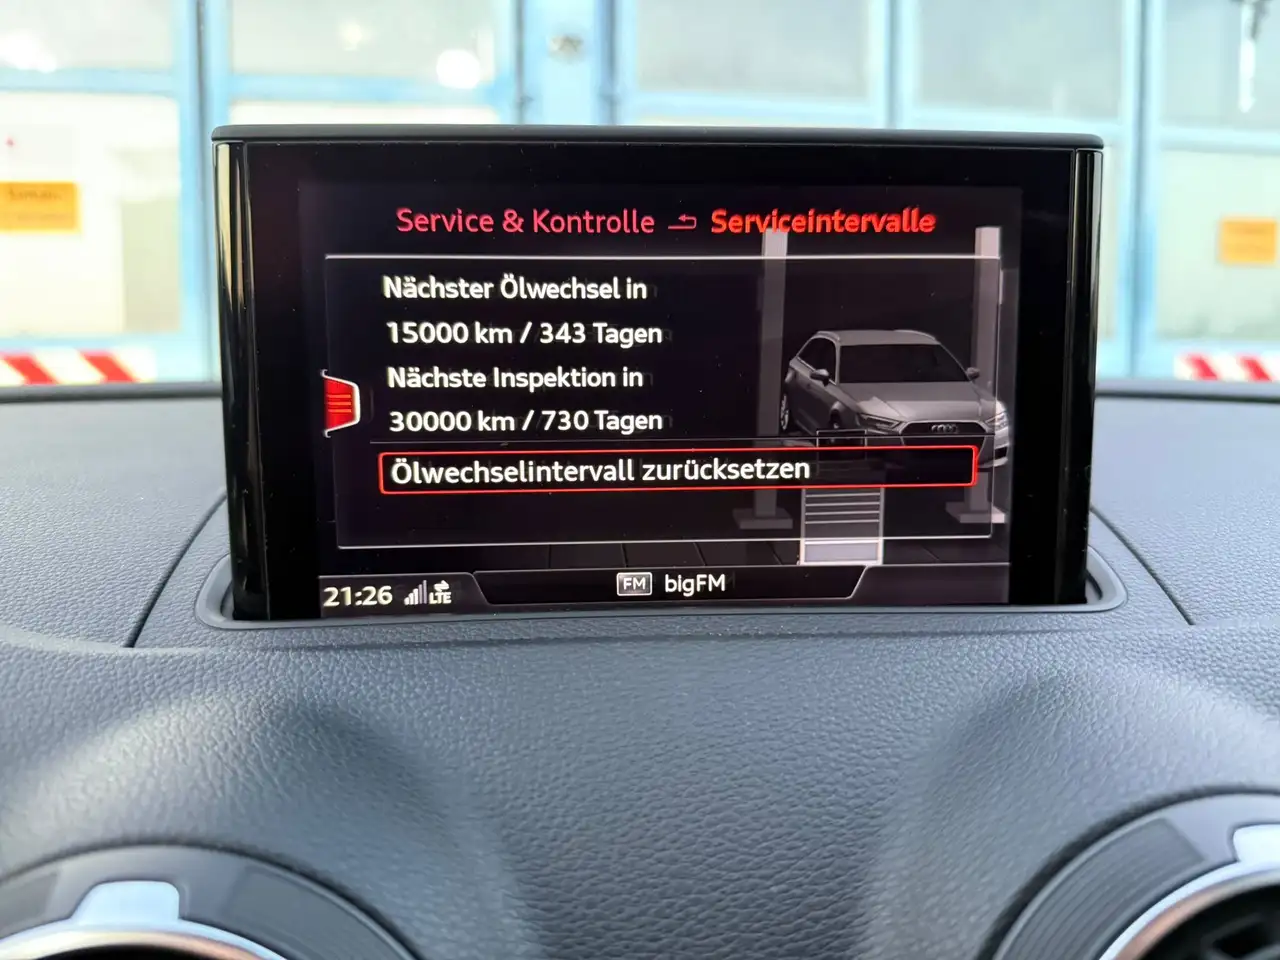 Service & Kontrolle Serviceintervalle
Nächster Ölwechsel in
15000 km / 343 Tagen
Nächste Inspektion in
30000 km / 730 Tagen
Ölwechselintervall zurücksetzen
21:26 LTE FM bigFM